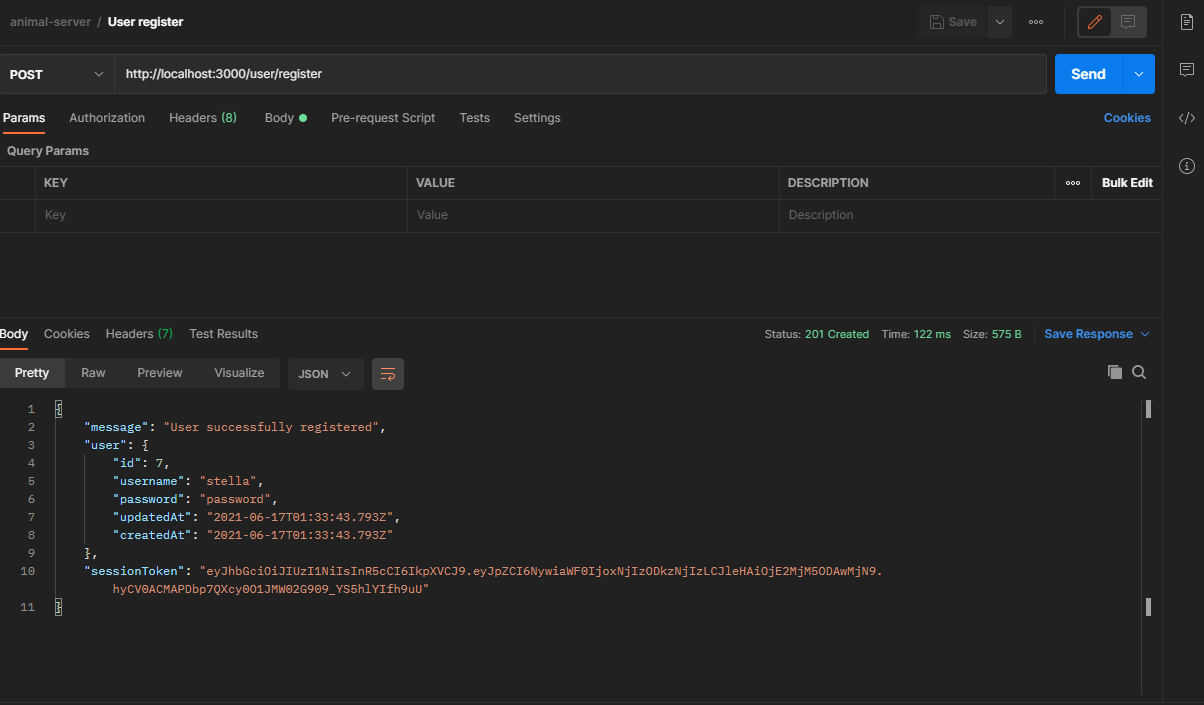 animal-server / User register
Save
POST
http://localhost:3000/user/register
Send
Params Authorization Headers (8) Body Pre-request Script Tests Settings Cookies
Query Params
KEY VALUE DESCRIPTION Bulk Edit
Key Value Description
Body Cookies Headers (7) Test Results Status: 201 Created Time: 122 ms Size: 575 B Save Response
Pretty Raw Preview Visualize JSON
1 {
2 "message": "User successfully registered",
3 "user": {
4 "id": 7,
5 "username": "stella",
6 "password": "password",
7 "updatedAt": "2021-06-17T01:33:43.793Z",
8 "createdAt": "2021-06-17T01:33:43.793Z"
9 },
10 "sessionToken": "eyJhbGciOiJIUzI1NiIsInR5cCI6IkpXVCJ9.eyJpZCI6NywiaWF0IjoxNjIzODkzNjIzLCJleHAiOjE2MjM5ODAwMjN9.
hyCV0ACMAPDbp7QXcy0O1JMW02G909_YS5hlYIfh9uU"
11 }